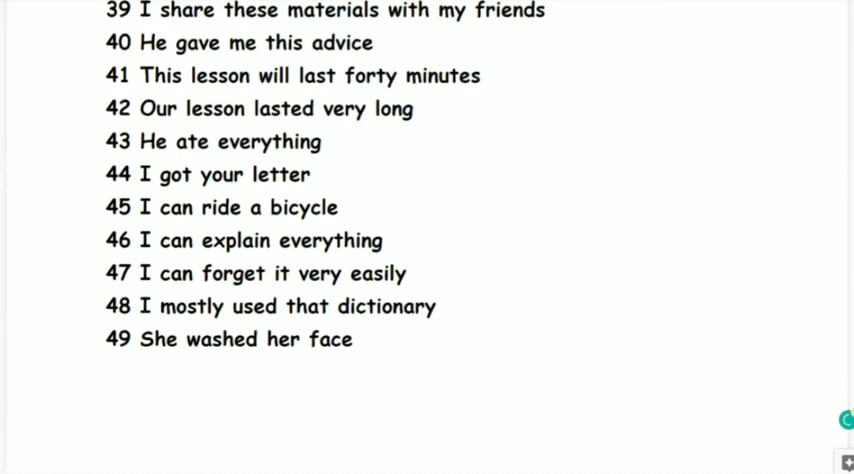 39 I share these materials with my friends
40 He gave me this advice
41 This lesson will last forty minutes
42 Our lesson lasted very long
43 He ate everything
44 I got your letter
45 I can ride a bicycle
46 I can explain everything
47 I can forget it very easily
48 I mostly used that dictionary
49 She washed her face